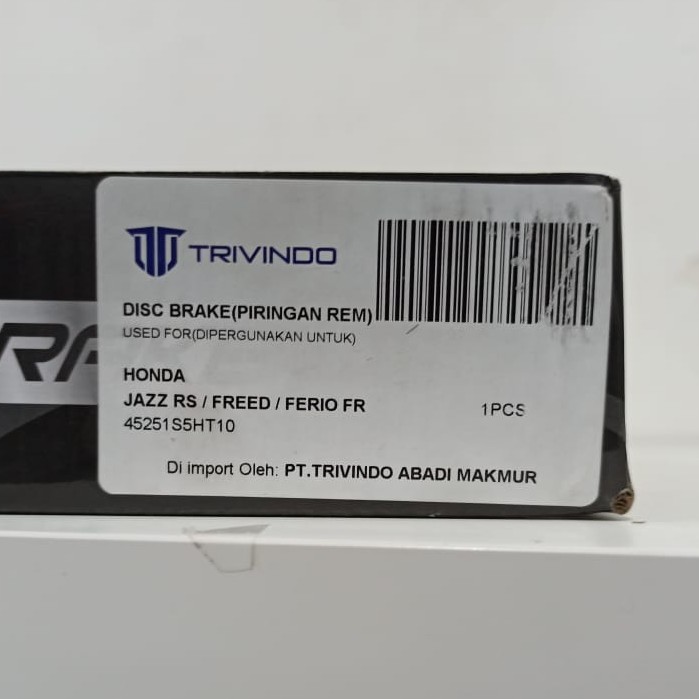 TRIVINDO
DISC BRAKE(PIRINGAN REM)
USED FOR(DIPERGUNAKAN UNTUK)
HONDA
JAZZ RS / FREED / FERIO FR
1PCS
45251S5HT10
Di import Oleh: PT.TRIVINDO ABADI MAKMUR